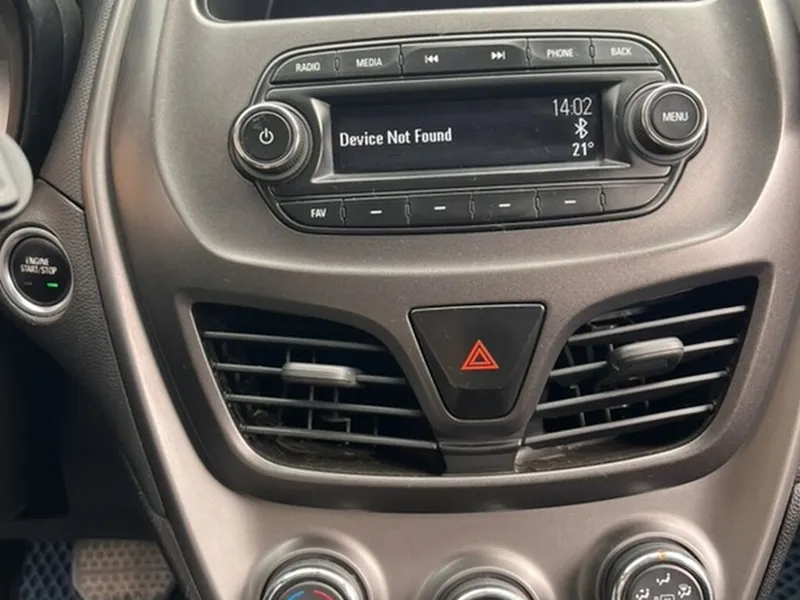 RADIO
MEDIA
PHONE
BACK
14:02
Device Not Found
21°
MENU
FAV
ENGINE
START/STOP